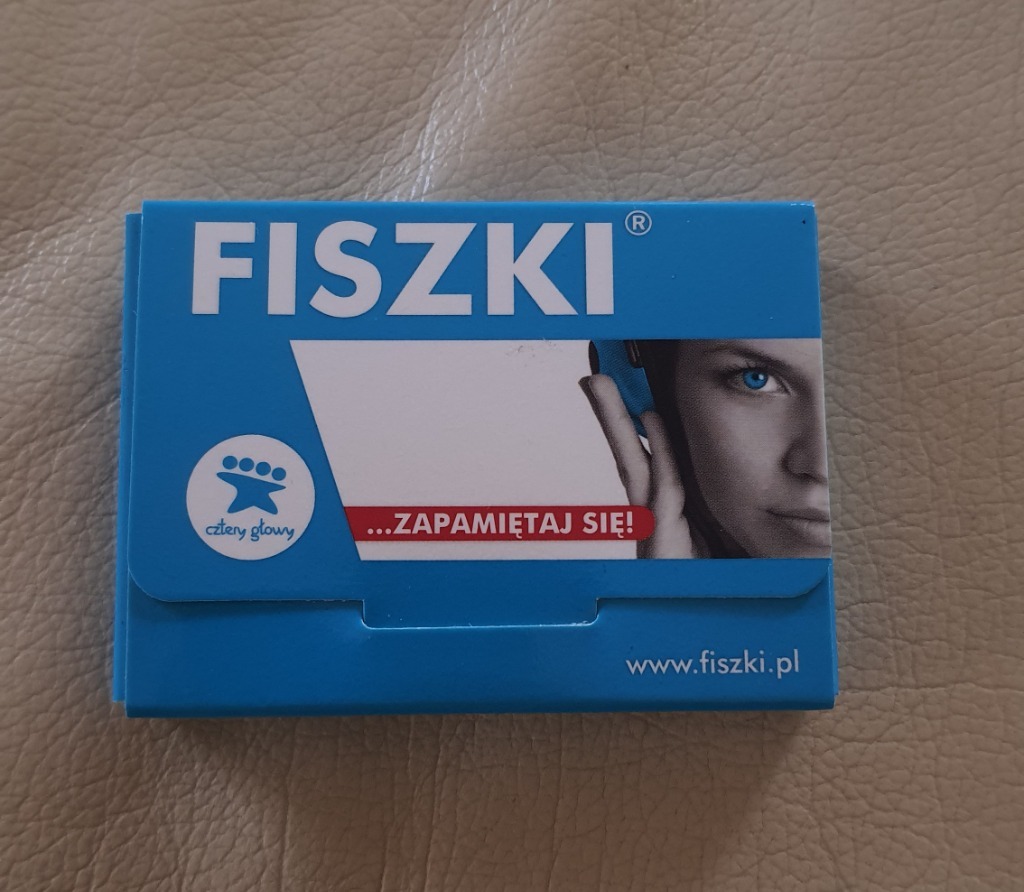 FISZKI®
cztery głowy
...ZAPAMIĘTAJ SIĘ!
www.fiszki.pl